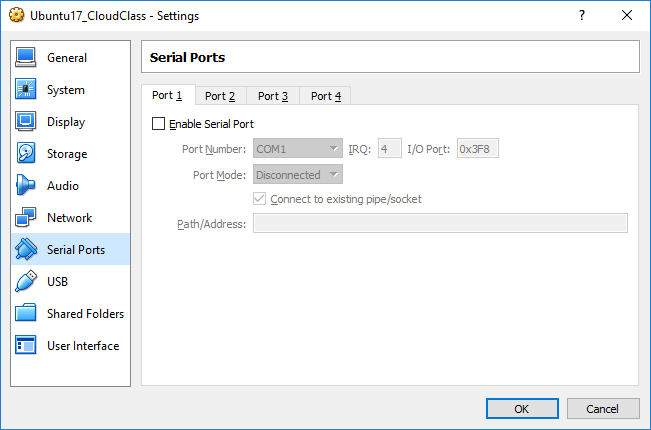 Ubuntu17_CloudClass - Settings
?
General
System
Display
Storage
Audio
Network
Serial Ports
USB
Shared Folders
User Interface
Serial Ports
Port 1 Port 2 Port 3 Port 4
Enable Serial Port
Port Number: COM1 IRQ: 4 I/O Port: 0x3F8
Port Mode: Disconnected
Connect to existing pipe/socket
Path/Address:
OK Cancel